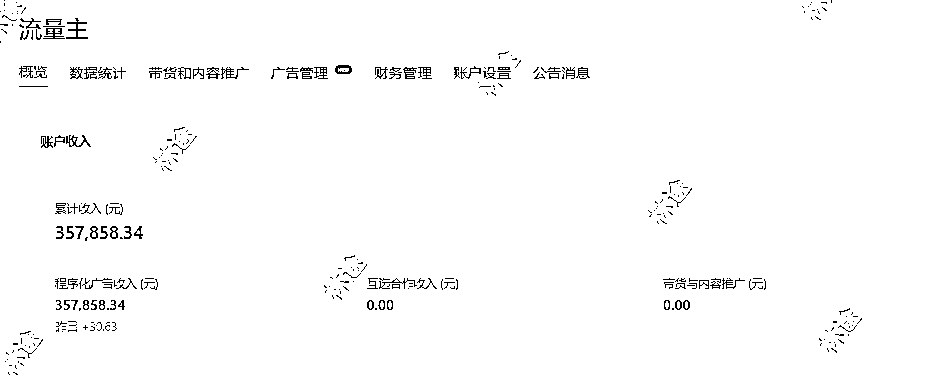 流量主
概览 数据统计 带货和内容推广 广告管理 财务管理 账户设置 公告消息
账户收入
累计收入 (元)
357,858.34
程序化广告收入 (元) 互选合作收入 (元) 带货与内容推广 (元)
357,858.34 0.00 0.00
昨日